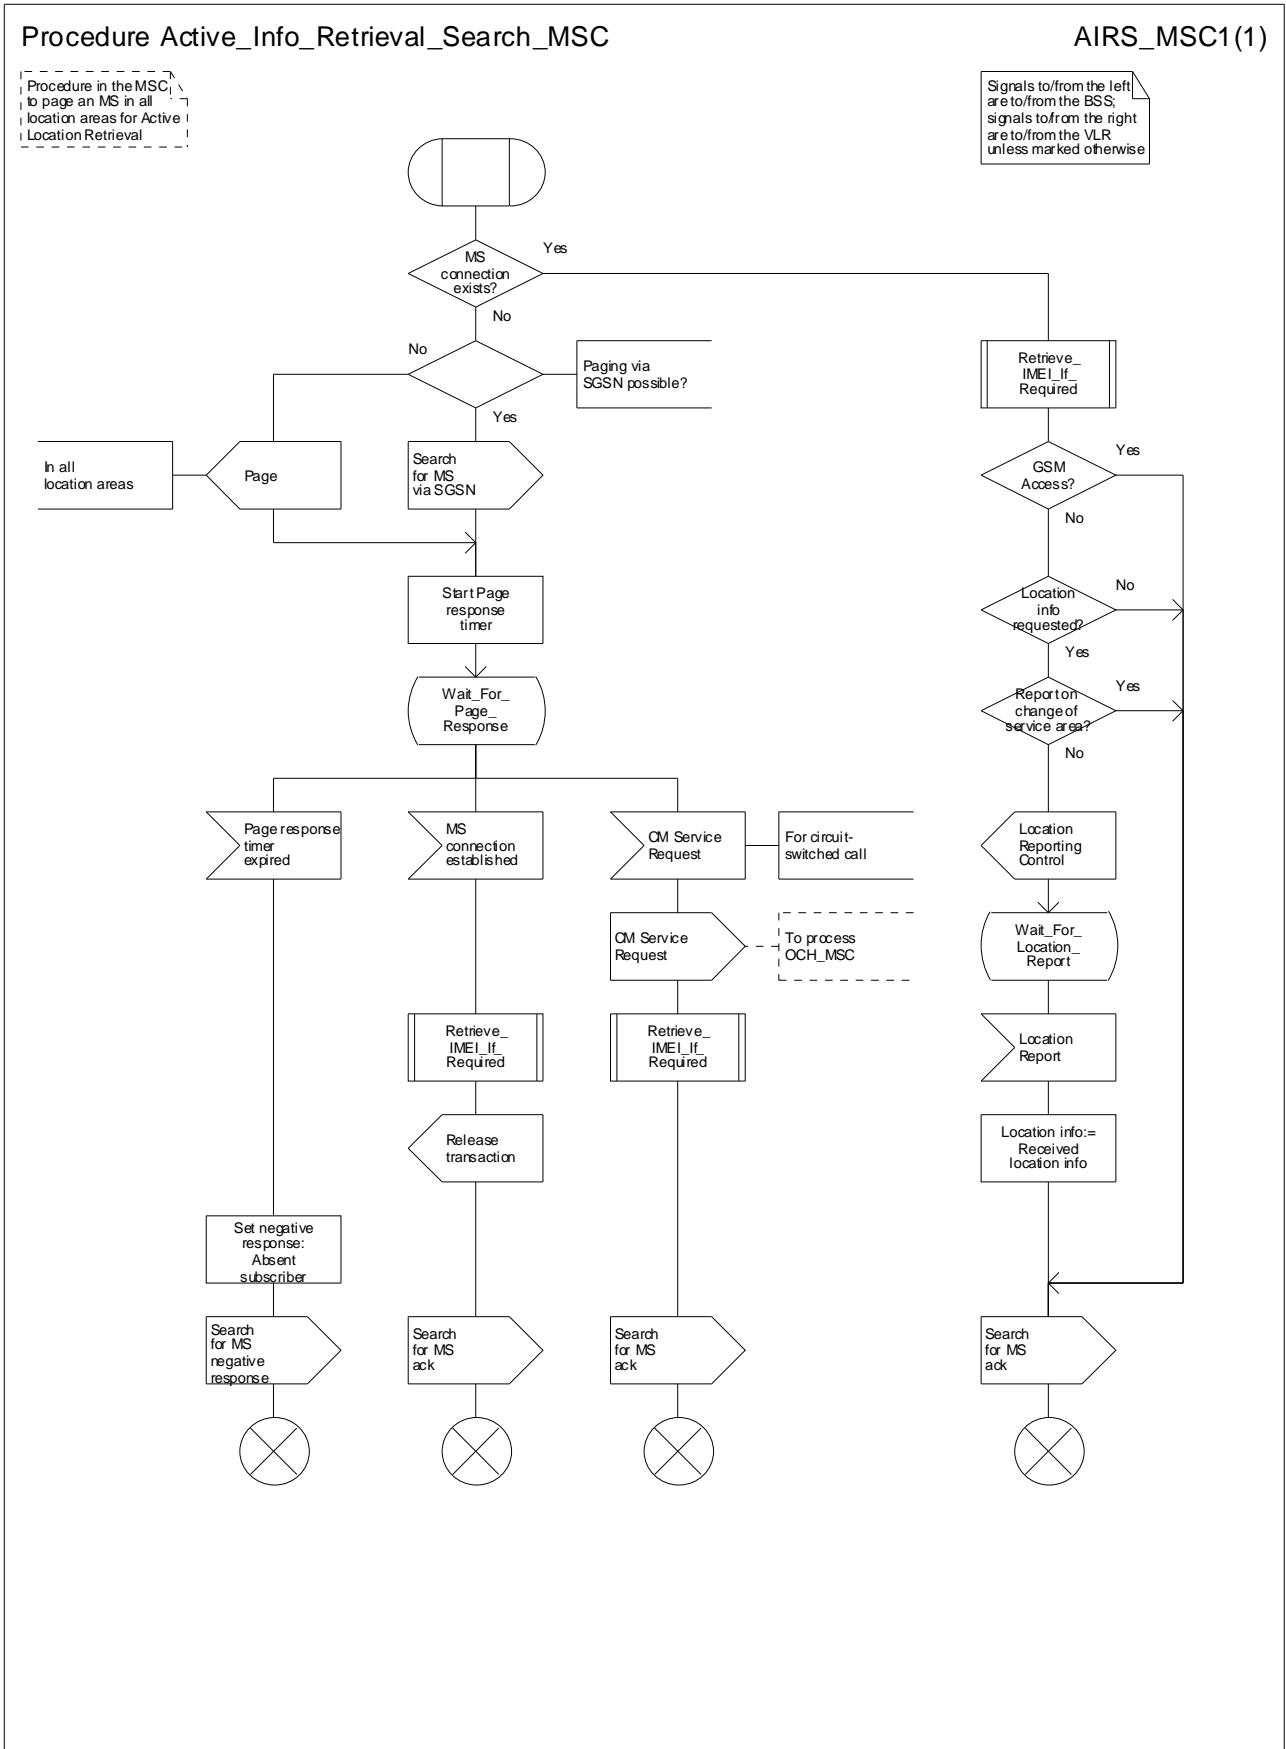 Procedure Active_Info_Retrieval_Search_MSC
AIRS_MSC1(1)
Procedure in the MSC
to page an MS in all
location areas for Active
Location Retrieval
Signals to/from the left
are to/from the BSS;
signals to/from the right
are to/from the VLR
unless marked otherwise
MS
connection
exists?
Yes
No
No
Paging via
SGSN possible?
Yes
Retrieve_
IMEI_If_
Required
In all
location areas
Page
Search
for MS
via SGSN
GSM
Access?
Yes
No
Start Page
response
timer
Location
info
requested?
No
Yes
Wait_For_
Page_
Response
Report on
change of
service area?
Yes
No
Page response
timer
expired
MS
connection
established
CM Service
Request
For circuit-
switched call
Location
Reporting
Control
CM Service
Request
To process
OCH_MSC
Wait_For_
Location_
Report
Retrieve_
IMEI_If_
Required
Retrieve_
IMEI_If_
Required
Location
Report
Release
transaction
Location info:=
Received
location info
Set negative
response:
Absent
subscriber
Search
for MS
negative
response
Search
for MS
ack
Search
for MS
ack
Search
for MS
ack